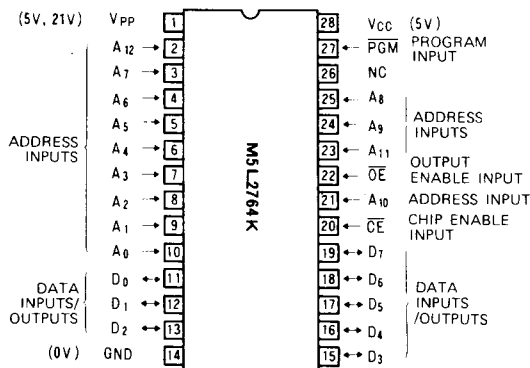 (5V, 21V) VPP 1 28 VCC (5V)
A12 2 27 PGM PROGRAM INPUT
A7 3 26 NC
A6 4 25 A8
A5 5 24 A9 ADDRESS INPUTS
ADDRESS INPUTS
A4 6 23 A11
A3 7 22 OE OUTPUT ENABLE INPUT
A2 8 21 A10 ADDRESS INPUT
A1 9 20 CE CHIP ENABLE INPUT
A0 10 19 D7
D0 11 18 D6
DATA INPUTS/ OUTPUTS
D1 12 17 D5 DATA INPUTS /OUTPUTS
D2 13 16 D4
(0V) GND 14 15 D3
M5L2764K